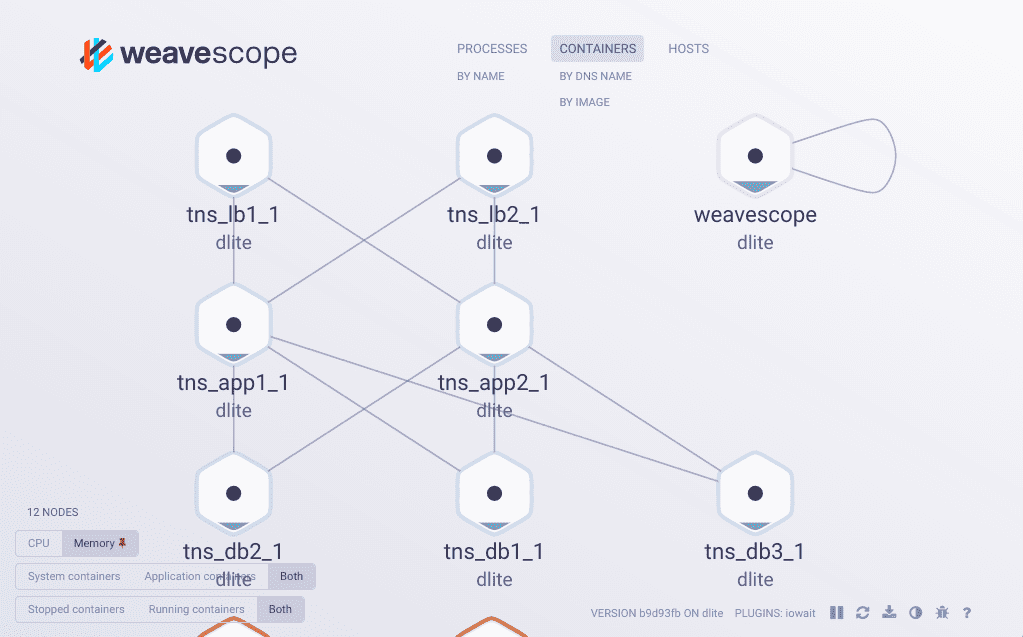 weavescope
PROCESSES
CONTAINERS
HOSTS
BY NAME
BY DNS NAME
BY IMAGE
tns_lb1_1
dlite
tns_lb2_1
dlite
weavescope
dlite
tns_app1_1
dlite
tns_app2_1
dlite
tns_db2_1
dlite
tns_db1_1
dlite
tns_db3_1
dlite
12 NODES
CPU
Memory
System containers
Application containers
Both
Stopped containers
Running containers
Both
VERSION b9d93fb ON dlite
PLUGINS: iowait
?